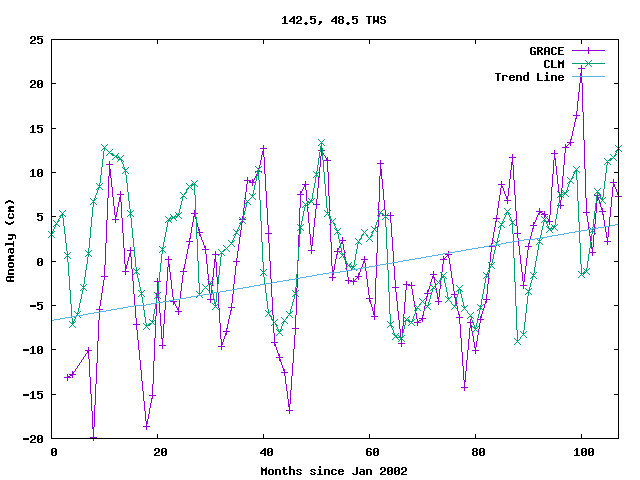 142.5, 48.5 TWS
GRACE
CLM
Trend Line
Anomaly (cm)
25
20
15
10
5
0
-5
-10
-15
-20
0 20 40 60 80 100
Months since Jan 2002